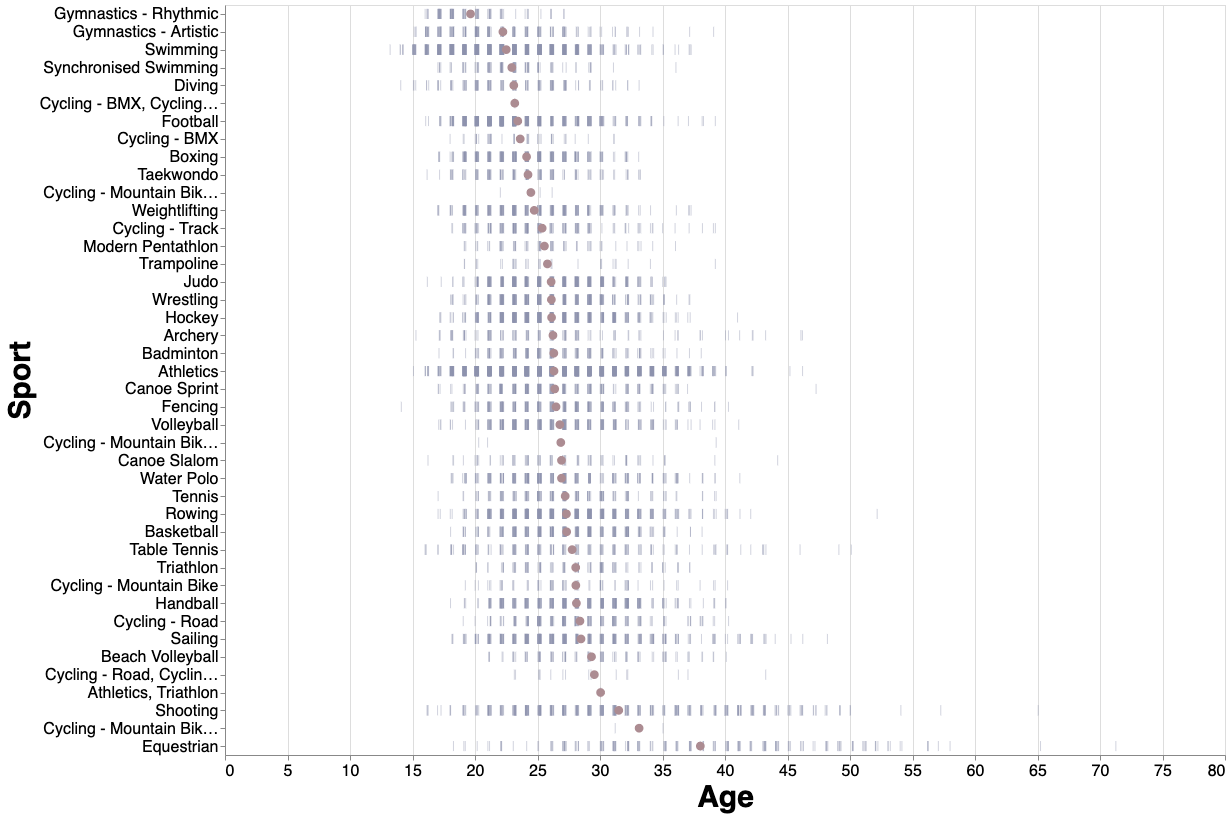 Gymnastics - Rhythmic
Gymnastics - Artistic
Swimming
Synchronised Swimming
Diving
Cycling - BMX, Cycling…
Football
Cycling - BMX
Boxing
Taekwondo
Cycling - Mountain Bik…
Weightlifting
Cycling - Track
Modern Pentathlon
Trampoline
Judo
Wrestling
Hockey
Archery
Badminton
Athletics
Canoe Sprint
Fencing
Volleyball
Cycling - Mountain Bik…
Canoe Slalom
Water Polo
Tennis
Rowing
Basketball
Table Tennis
Triathlon
Cycling - Mountain Bike
Handball
Cycling - Road
Sailing
Beach Volleyball
Cycling - Road, Cyclin…
Athletics, Triathlon
Shooting
Cycling - Mountain Bik…
Equestrian
Sport
0 5 10 15 20 25 30 35 40 45 50 55 60 65 70 75 80
Age